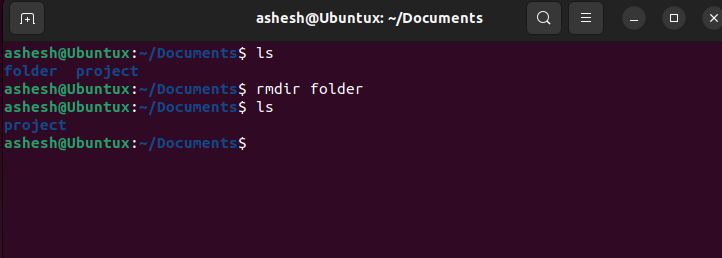 ashesh@Ubuntux: ~/Documents
ashesh@Ubuntux:~/Documents$ ls
folder  project
ashesh@Ubuntux:~/Documents$ rmdir folder
ashesh@Ubuntux:~/Documents$ ls
project
ashesh@Ubuntux:~/Documents$